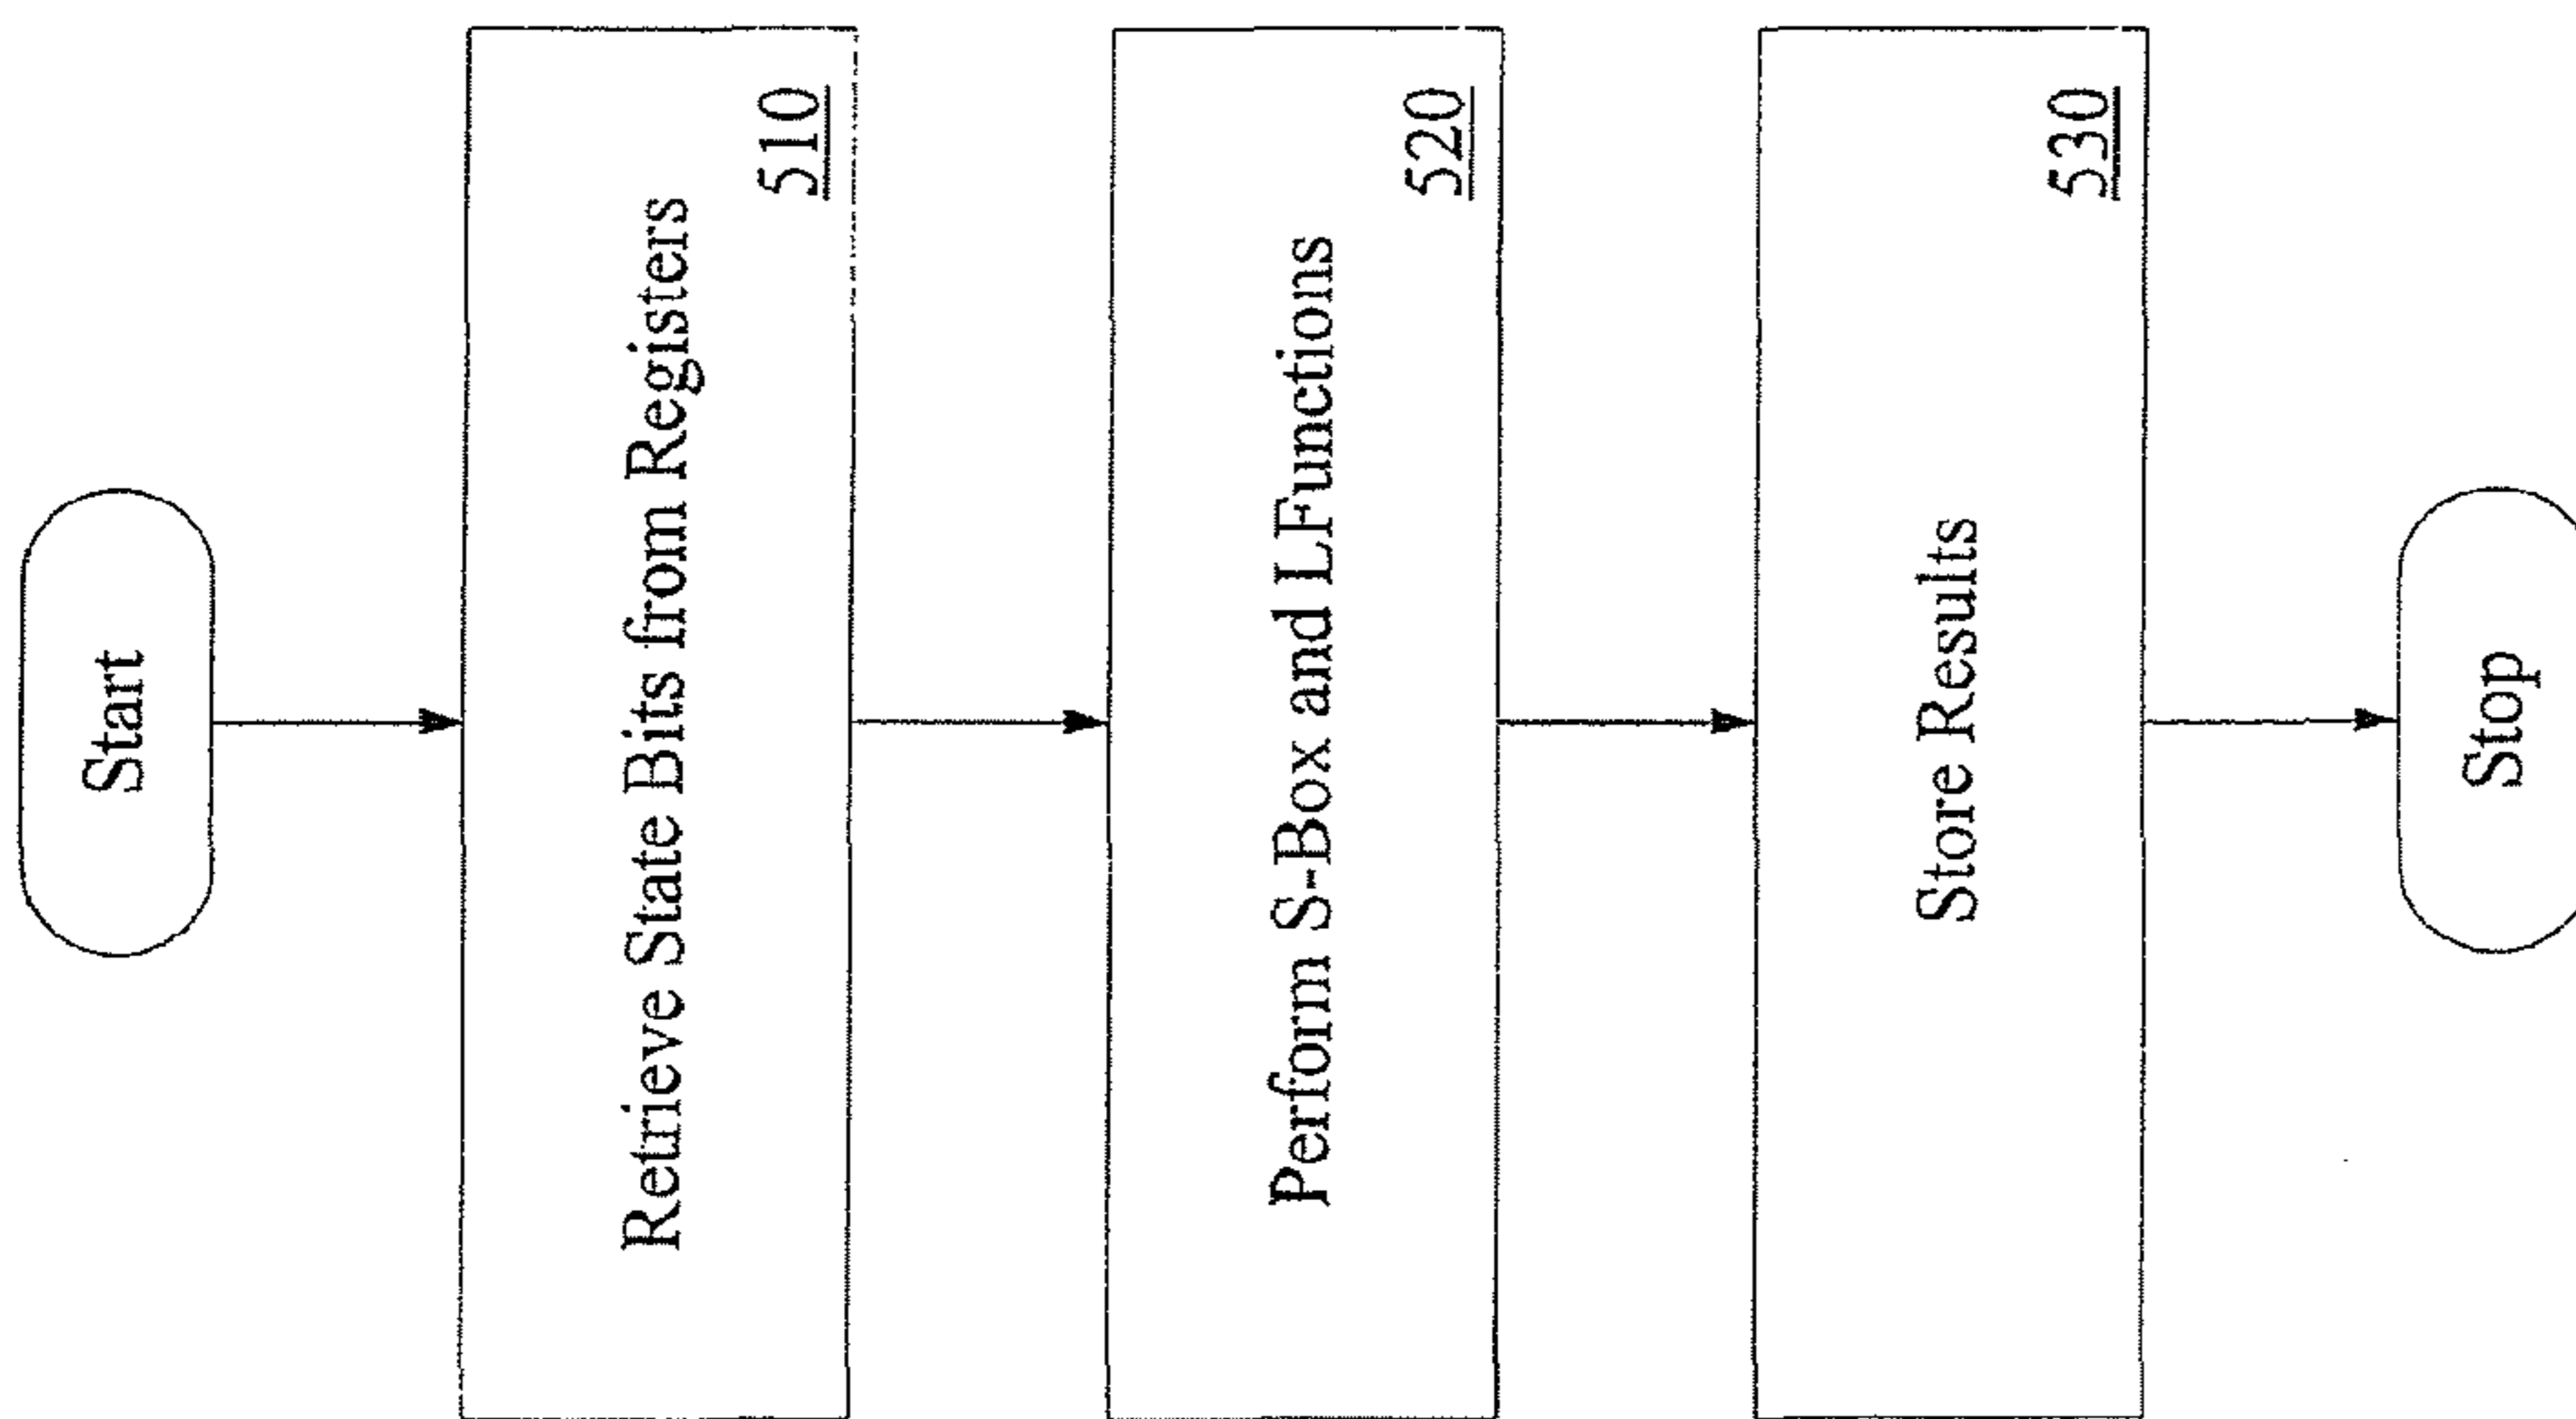 Start
Retrieve State Bits from Registers
510
Perform S-Box and LFunctions
520
Store Results
530
Stop